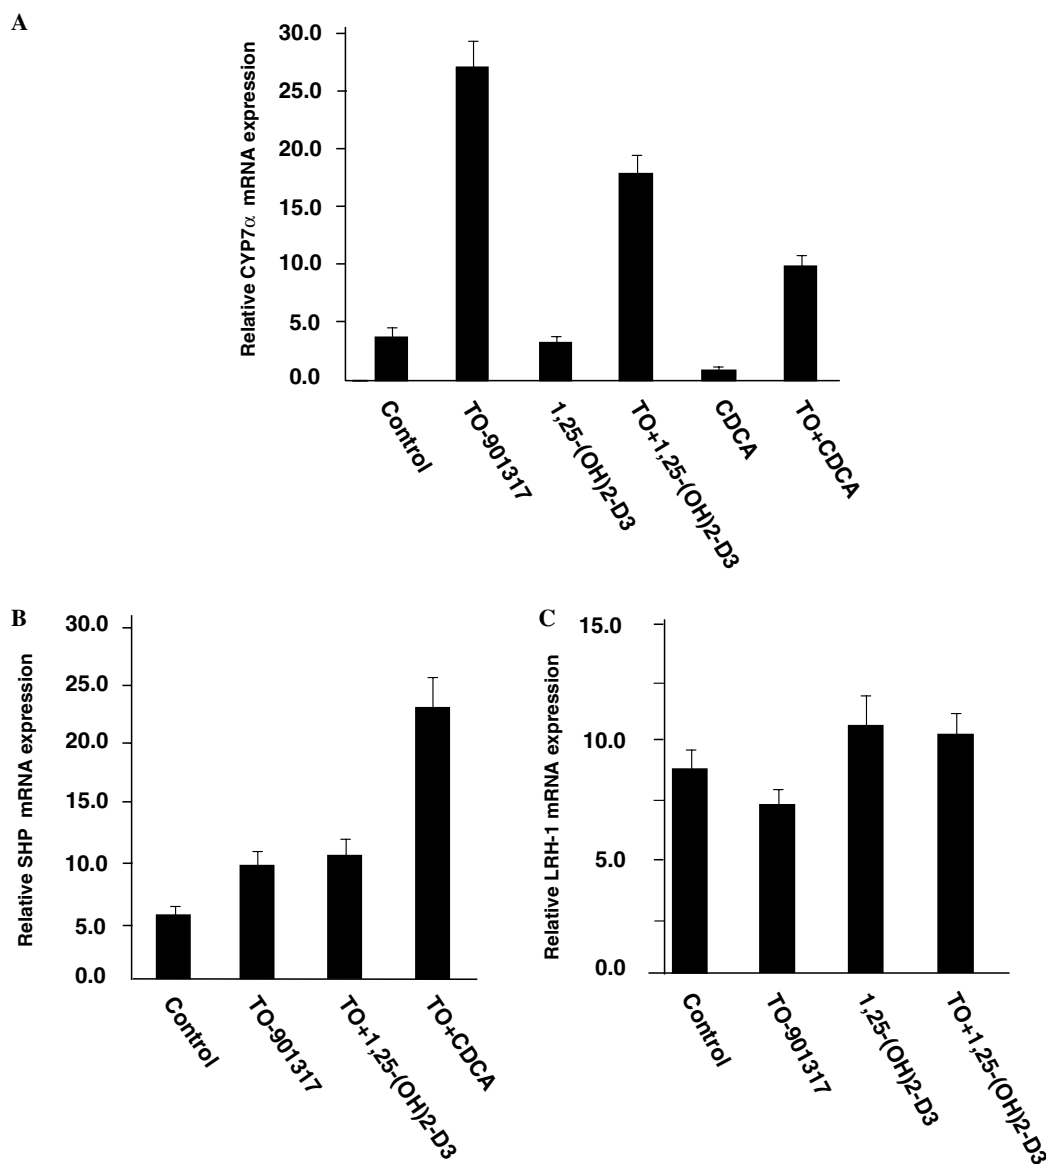 A
Relative CYP7α mRNA expression
30.0
25.0
20.0
15.0
10.0
5.0
0.0
Control
TO-901317
1,25-(OH)2-D3
TO+1,25-(OH)2-D3
CDCA
TO+CDCA
B
Relative SHP mRNA expression
30.0
25.0
20.0
15.0
10.0
5.0
0.0
Control
TO-901317
TO+1,25-(OH)2-D3
TO+CDCA
C
Relative LRH-1 mRNA expression
15.0
10.0
5.0
0.0
Control
TO-901317
1,25-(OH)2-D3
TO+1,25-(OH)2-D3